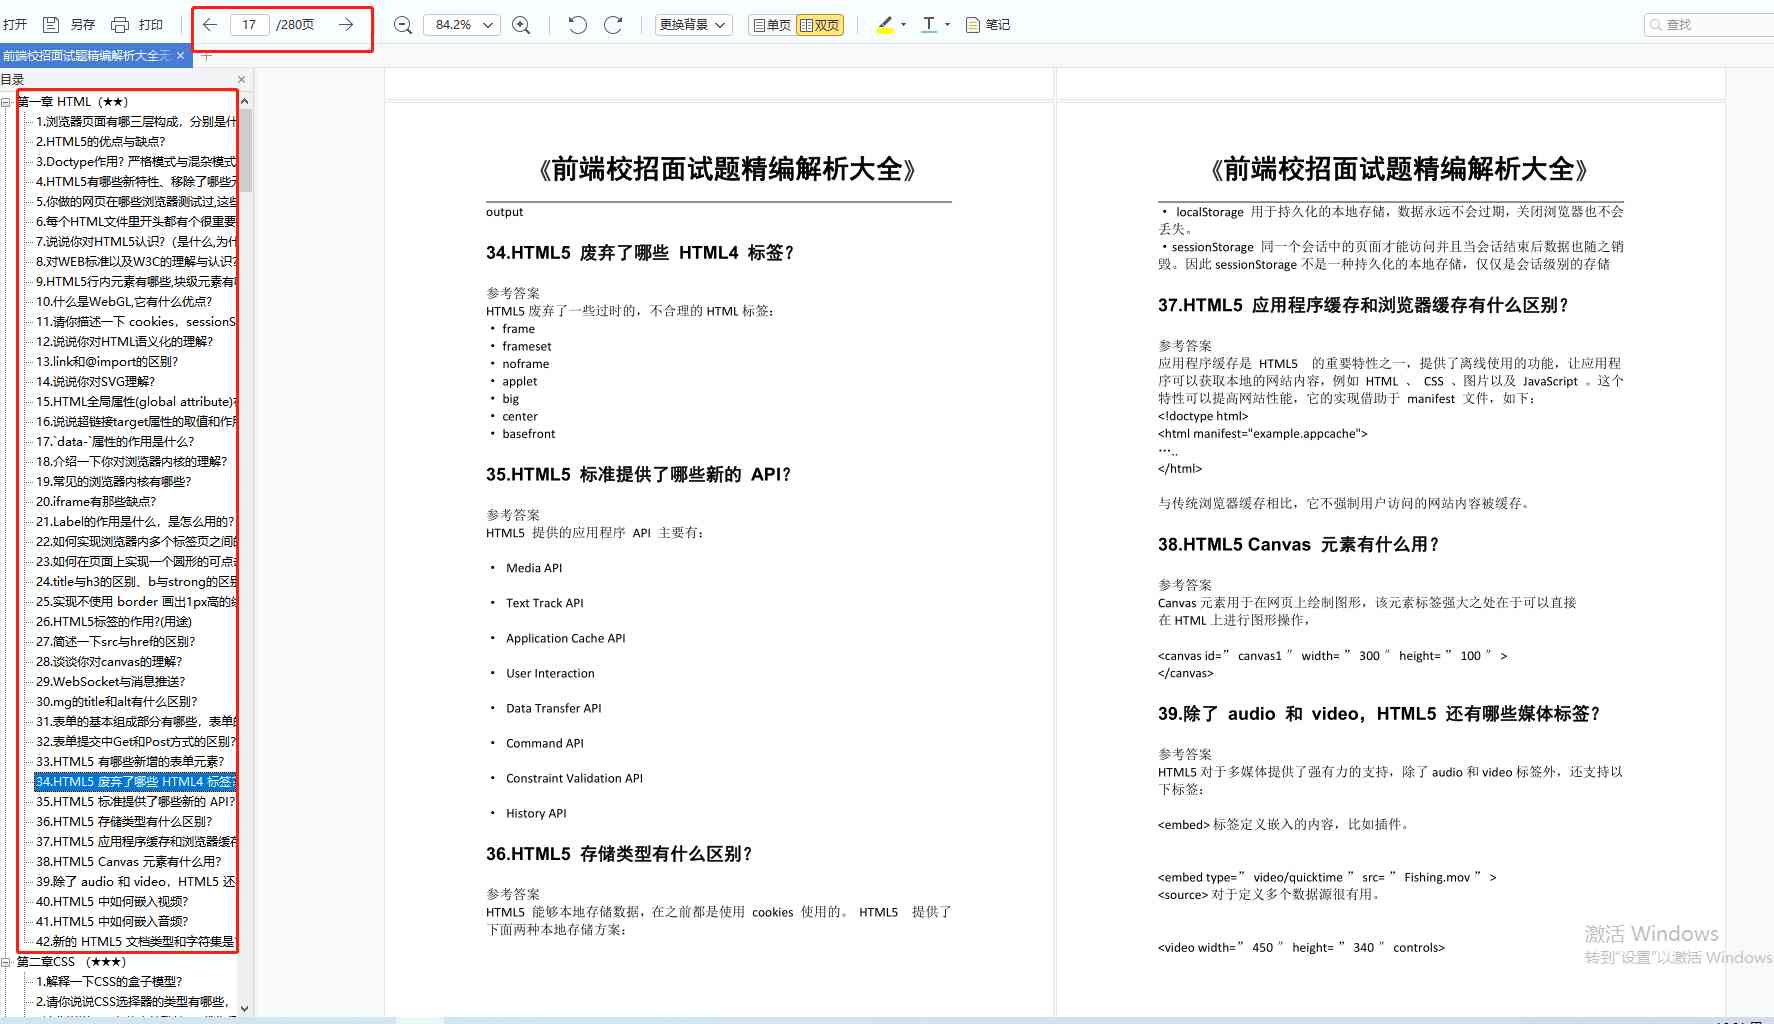 打开 另存 打印 17 /280页 84.2% 更换背景 单页 双页 T 笔记 查找
前端校招面试题精编解析大全无 × +
目录 ×
第一章 HTML (★★)
1.浏览器页面有哪三层构成，分别是什
2.HTML5的优点与缺点?
3.Doctype作用? 严格模式与混杂模式
4.HTML5有哪些新特性、移除了哪些
5.你做的网页在哪些浏览器测试过,这些
6.每个HTML文件里开头都有个很重要
7.说说你对HTML5认识?（是什么,为什
8.对WEB标准以及W3C的理解与认识?
9.HTML5行内元素有哪些,块级元素有
10.什么是WebGL,它有什么优点?
11.请你描述一下 cookies，sessionS
12.说说你对HTML语义化的理解?
13.link和@import的区别?
14.说说你对SVG理解?
15.HTML全局属性(global attribute)
16.说说超链接target属性的取值和作
17.`data-`属性的作用是什么?
18.介绍一下你对浏览器内核的理解?
19.常见的浏览器内核有哪些?
20.iframe有那些缺点?
21.Label的作用是什么，是怎么用的?
22.如何实现浏览器内多个标签页之间
23.如何在页面上实现一个圆形的可点
24.title与h3的区别、b与strong的区别
25.实现不使用 border 画出1px高的
26.HTML5标签的作用?(用途)
27.简述一下src与href的区别?
28.谈谈你对canvas的理解?
29.WebSocket与消息推送?
30.mg的title和alt有什么区别?
31.表单的基本组成部分有哪些，表单
32.表单提交中Get和Post方式的区别?
33.HTML5 有哪些新增的表单元素?
34.HTML5 废弃了哪些 HTML4 标签?
35.HTML5 标准提供了哪些新的 API?
36.HTML5 存储类型有什么区别?
37.HTML5 应用程序缓存和浏览器缓存
38.HTML5 Canvas 元素有什么用?
39.除了 audio 和 video，HTML5 还
40.HTML5 中如何嵌入视频?
41.HTML5 中如何嵌入音频?
42.新的 HTML5 文档类型和字符集是
第二章CSS (★★★)
1.解释一下CSS的盒子模型?
2.请你说说CSS选择器的类型有哪些，
《前端校招面试题精编解析大全》
output
34.HTML5 废弃了哪些 HTML4 标签？
参考答案
HTML5 废弃了一些过时的，不合理的 HTML 标签：
• frame
• frameset
• noframe
• applet
• big
• center
• basefront
35.HTML5 标准提供了哪些新的 API？
参考答案
HTML5 提供的应用程序 API 主要有：
• Media API
• Text Track API
• Application Cache API
• User Interaction
• Data Transfer API
• Command API
• Constraint Validation API
• History API
36.HTML5 存储类型有什么区别？
参考答案
HTML5 能够本地存储数据，在之前都是使用 cookies 使用的。 HTML5 提供了
下面两种本地存储方案：
《前端校招面试题精编解析大全》
• localStorage 用于持久化的本地存储，数据永远不会过期，关闭浏览器也不会
丢失。
• sessionStorage 同一个会话中的页面才能访问并且当会话结束后数据也随之销
毁。因此 sessionStorage 不是一种持久化的本地存储，仅仅是会话级别的存储
37.HTML5 应用程序缓存和浏览器缓存有什么区别？
参考答案
应用程序缓存是 HTML5 的重要特性之一，提供了离线使用的功能，让应用程
序可以获取本地的网站内容，例如 HTML 、 CSS 、图片以及 JavaScript 。这个
特性可以提高网站性能，它的实现借助于 manifest 文件，如下：
<!doctype html>
<html manifest="example.appcache">
…..
</html>
与传统浏览器缓存相比，它不强制用户访问的网站内容被缓存。
38.HTML5 Canvas 元素有什么用？
参考答案
Canvas 元素用于在网页上绘制图形，该元素标签强大之处在于可以直接
在 HTML 上进行图形操作，
<canvas id=” canvas1 ” width= ” 300 ” height= ” 100 ” >
</canvas>
39.除了 audio 和 video，HTML5 还有哪些媒体标签？
参考答案
HTML5 对于多媒体提供了强有力的支持，除了 audio 和 video 标签外，还支持以
下标签：
<embed> 标签定义嵌入的内容，比如插件。
<embed type=” video/quicktime ” src= ” Fishing.mov ” >
<source> 对于定义多个数据源很有用。
<video width= ” 450 ” height= ” 340 ” controls>
激活 Windows
转到"设置"以激活 Windows